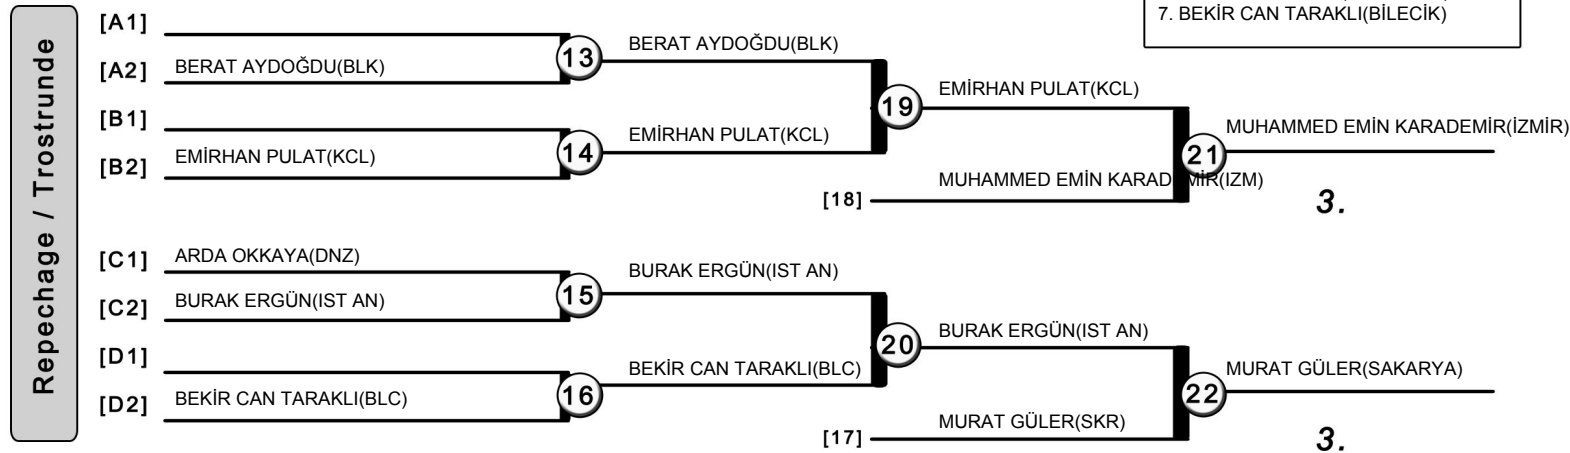 7. BEKİR CAN TARAKLI(BİLECİK)
Repechage / Trostrunde
[A1]
[A2] BERAT AYDOĞDU(BLK)
13
BERAT AYDOĞDU(BLK)
[B1]
[B2] EMİRHAN PULAT(KCL)
14
EMİRHAN PULAT(KCL)
19
EMİRHAN PULAT(KCL)
[18] MUHAMMED EMİN KARADEMİR(IZM)
21
MUHAMMED EMİN KARADEMİR(İZMİR)
3.
[C1] ARDA OKKAYA(DNZ)
[C2] BURAK ERGÜN(IST AN)
15
BURAK ERGÜN(IST AN)
[D1]
[D2] BEKİR CAN TARAKLI(BLC)
16
BEKİR CAN TARAKLI(BLC)
20
BURAK ERGÜN(IST AN)
[17] MURAT GÜLER(SKR)
22
MURAT GÜLER(SAKARYA)
3.